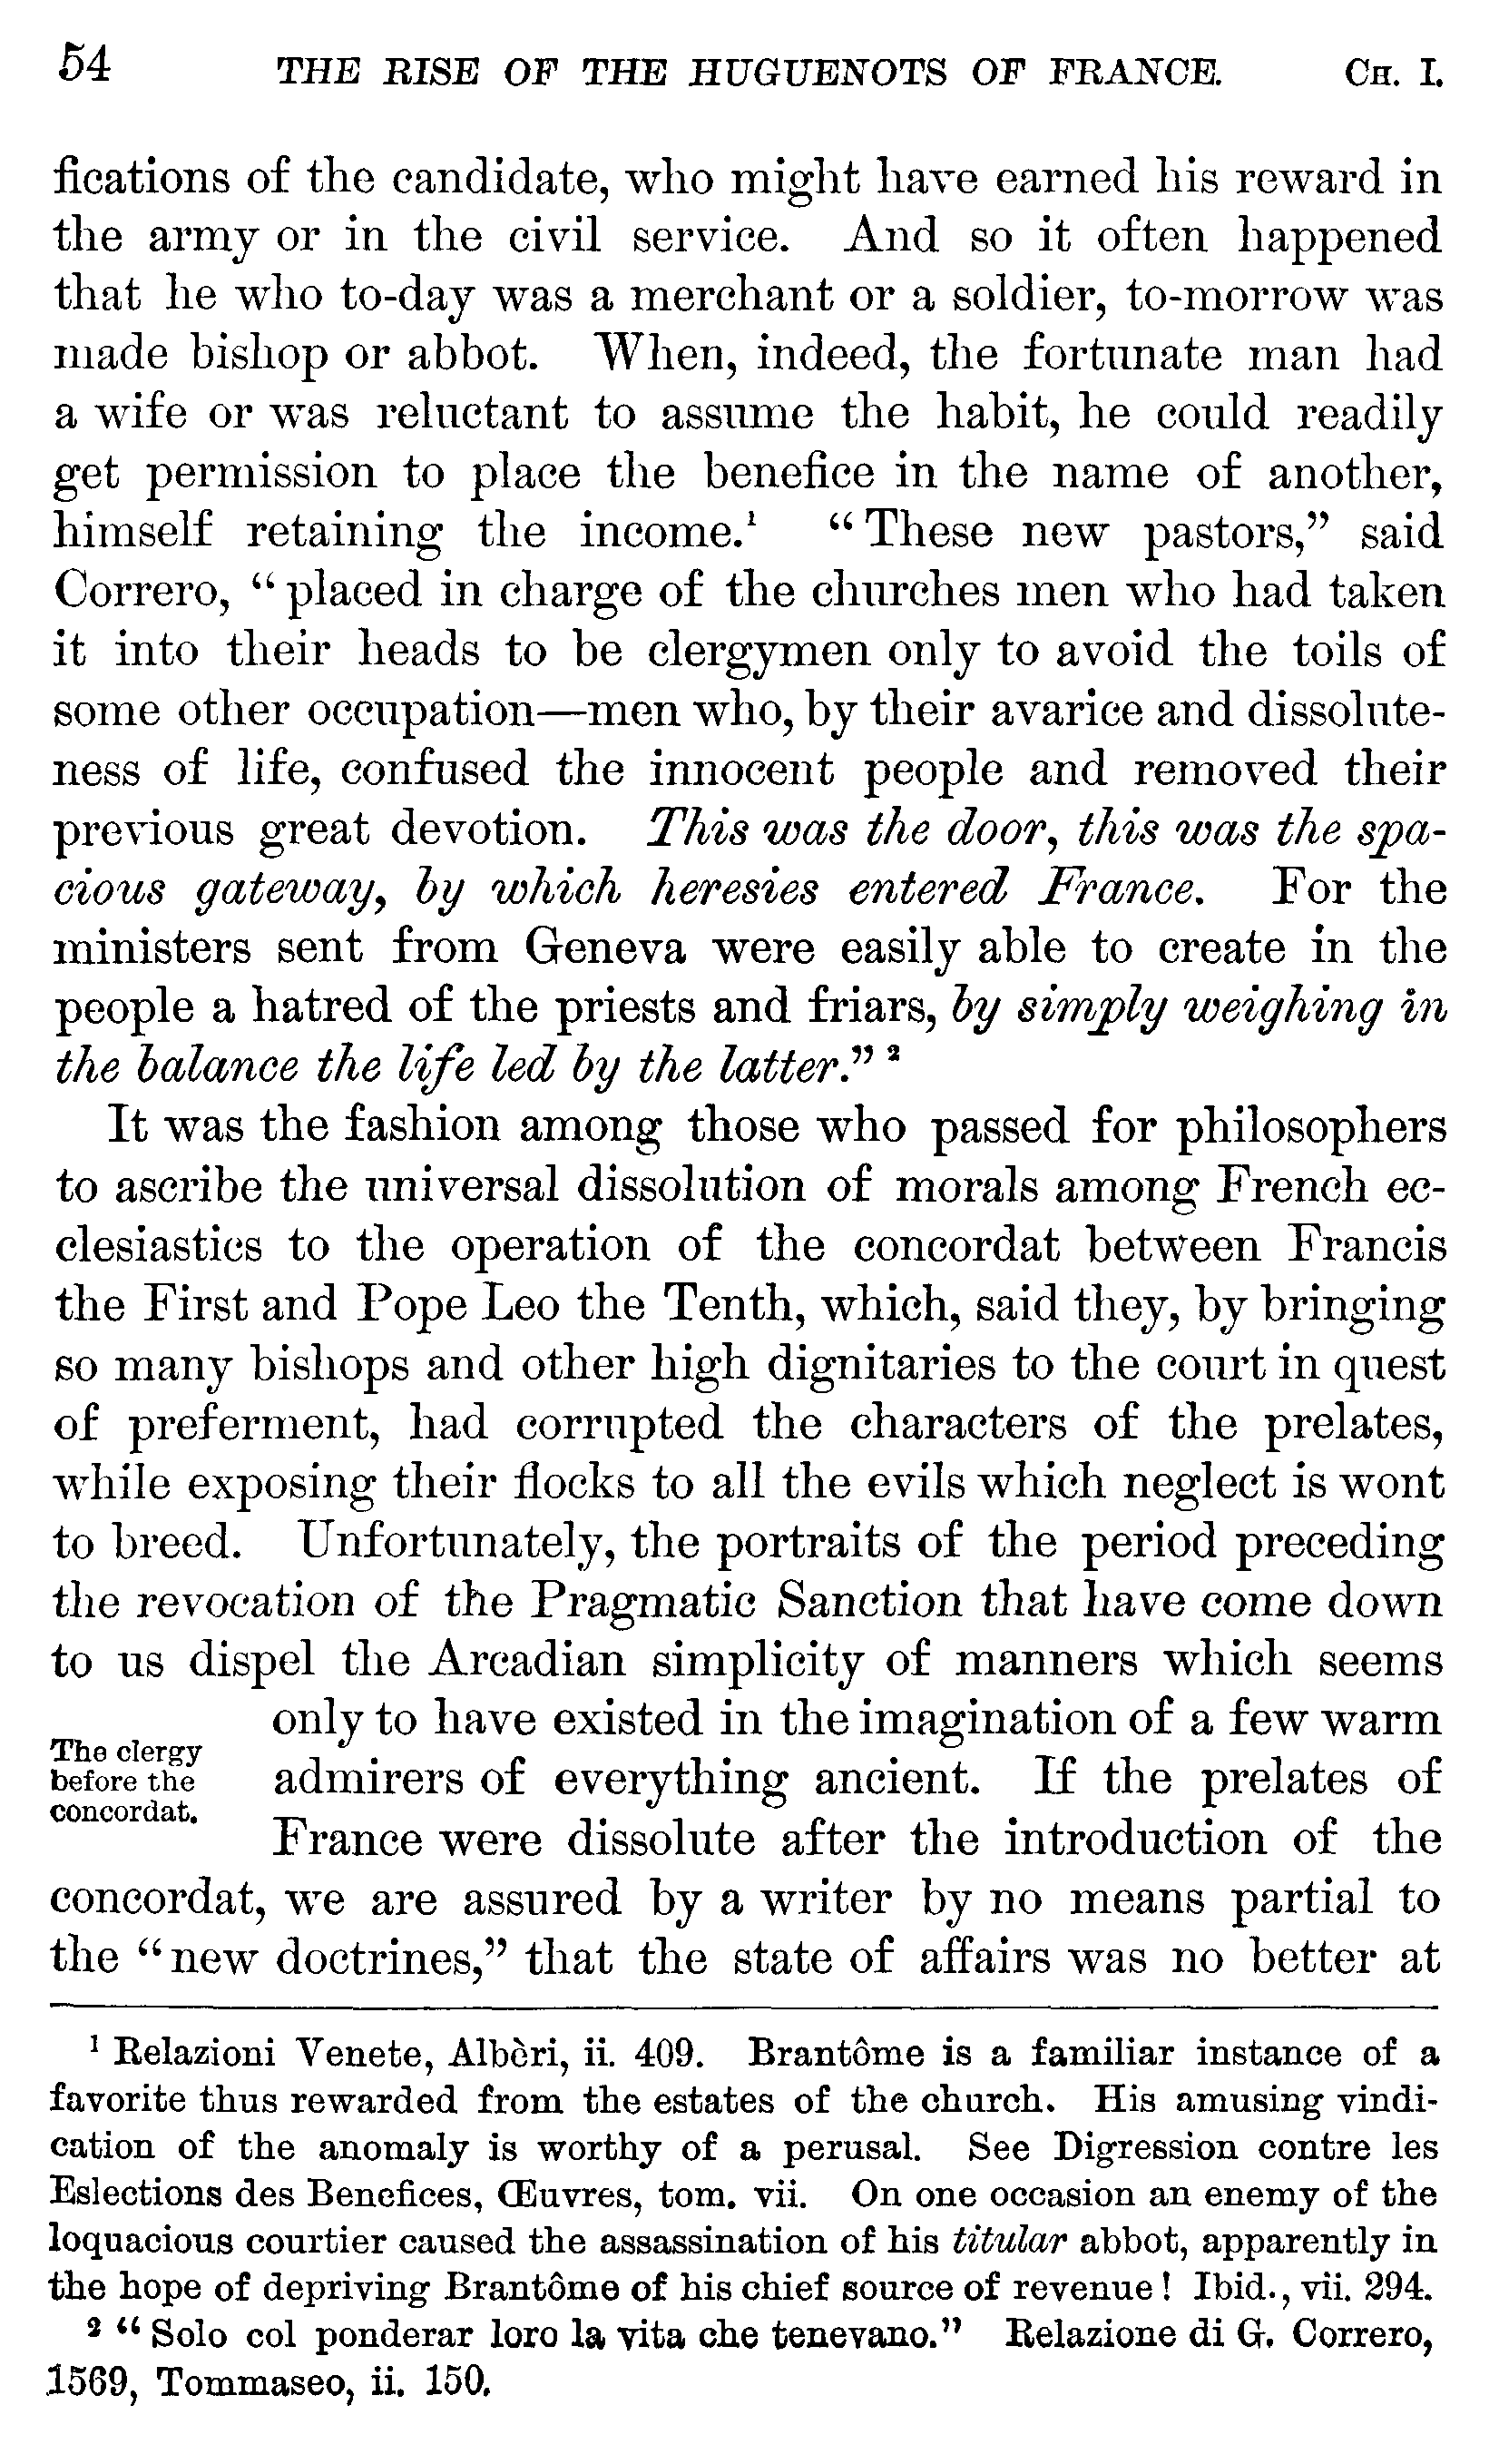 54 THE RISE OF THE HUGUENOTS OF FRANCE. CH. I.
fications of the candidate, who might have earned his reward in
the army or in the civil service. And so it often happened
that he who to-day was a merchant or a soldier, to-morrow was
made bishop or abbot. When, indeed, the fortunate man had
a wife or was reluctant to assume the habit, he could readily
get permission to place the benefice in the name of another,
himself retaining the income.¹ “These new pastors,” said
Correro, “placed in charge of the churches men who had taken
it into their heads to be clergymen only to avoid the toils of
some other occupation—men who, by their avarice and dissolute-
ness of life, confused the innocent people and removed their
previous great devotion. This was the door, this was the spa-
cious gateway, by which heresies entered France. For the
ministers sent from Geneva were easily able to create in the
people a hatred of the priests and friars, by simply weighing in
the balance the life led by the latter.” ²
It was the fashion among those who passed for philosophers
to ascribe the universal dissolution of morals among French ec-
clesiastics to the operation of the concordat between Francis
the First and Pope Leo the Tenth, which, said they, by bringing
so many bishops and other high dignitaries to the court in quest
of preferment, had corrupted the characters of the prelates,
while exposing their flocks to all the evils which neglect is wont
to breed. Unfortunately, the portraits of the period preceding
the revocation of the Pragmatic Sanction that have come down
to us dispel the Arcadian simplicity of manners which seems
The clergy
before the
concordat.
only to have existed in the imagination of a few warm
admirers of everything ancient. If the prelates of
France were dissolute after the introduction of the
concordat, we are assured by a writer by no means partial to
the “new doctrines,” that the state of affairs was no better at
¹ Relazioni Venete, Albèri, ii. 409. Brantôme is a familiar instance of a
favorite thus rewarded from the estates of the church. His amusing vindi-
cation of the anomaly is worthy of a perusal. See Digression contre les
Eslections des Benefices, Œuvres, tom. vii. On one occasion an enemy of the
loquacious courtier caused the assassination of his titular abbot, apparently in
the hope of depriving Brantôme of his chief source of revenue! Ibid., vii. 294.
² “Solo col ponderar loro la vita che tenevano.” Relazione di G. Correro,
1569, Tommaseo, ii. 150.